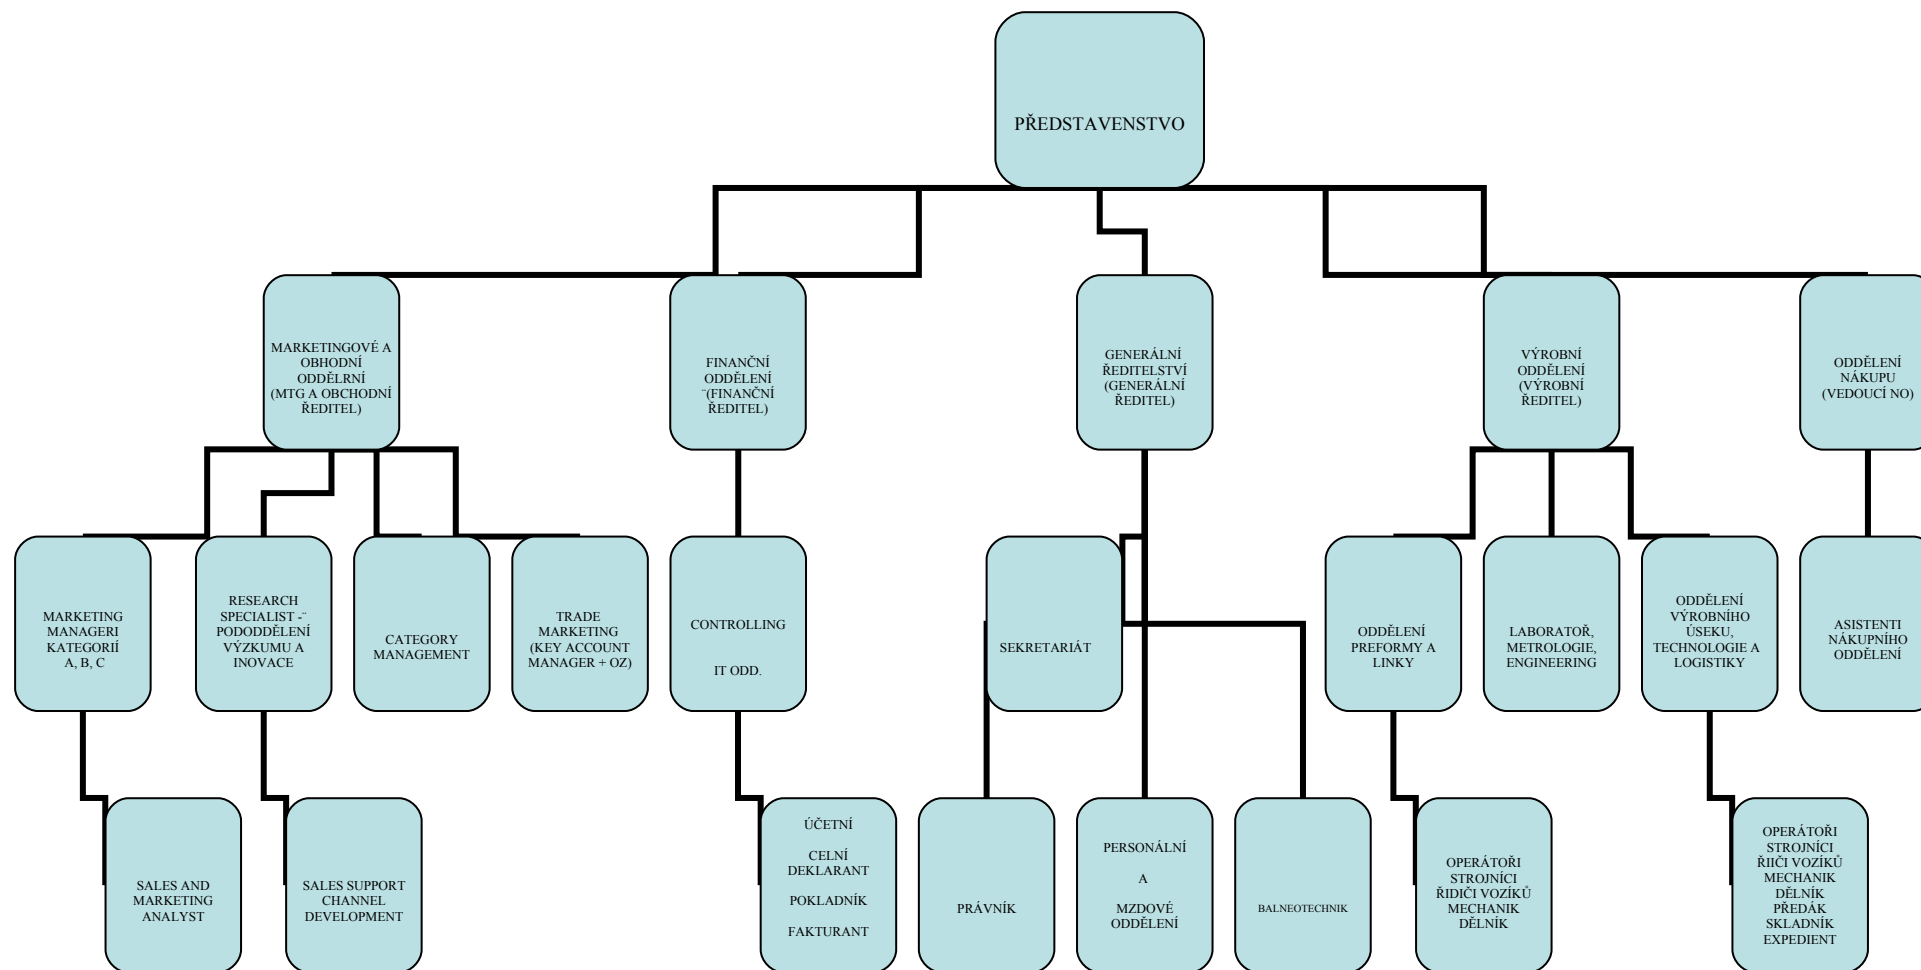 PŘEDSTAVENSTVO
MARKETINGOVÉ A
OBHODNÍ
ODDĚLRNÍ
(MTG A OBCHODNÍ
ŘEDITEL)
FINANČNÍ
ODDĚLENÍ
¨(FINANČNÍ
ŘEDITEL)
GENERÁLNÍ
ŘEDITELSTVÍ
(GENERÁLNÍ
ŘEDITEL)
VÝROBNÍ
ODDĚLENÍ
(VÝROBNÍ
ŘEDITEL)
ODDĚLENÍ
NÁKUPU
(VEDOUCÍ NO)
MARKETING
MANAGERI
KATEGORIÍ
A, B, C
RESEARCH
SPECIALIST -¨
PODODDĚLENÍ
VÝZKUMU A
INOVACE
CATEGORY
MANAGEMENT
TRADE
MARKETING
(KEY ACCOUNT
MANAGER + OZ)
CONTROLLING
IT ODD.
SEKRETARIÁT
ODDĚLENÍ
PREFORMY A
LINKY
LABORATOŘ,
METROLOGIE,
ENGINEERING
ODDĚLENÍ
VÝROBNÍHO
ÚSEKU,
TECHNOLOGIE A
LOGISTIKY
ASISTENTI
NÁKUPNÍHO
ODDĚLENÍ
SALES AND
MARKETING
ANALYST
SALES SUPPORT
CHANNEL
DEVELOPMENT
ÚČETNÍ
CELNÍ
DEKLARANT
POKLADNÍK
FAKTURANT
PRÁVNÍK
PERSONÁLNÍ
A
MZDOVÉ
ODDĚLENÍ
BALNEOTECHNIK
OPERÁTOŘI
STROJNÍCI
ŘIDIČI VOZÍKŮ
MECHANIK
DĚLNÍK
OPERÁTOŘI
STROJNÍCI
ŘIIČI VOZÍKŮ
MECHANIK
DĚLNÍK
PŘEDÁK
SKLADNÍK
EXPEDIENT